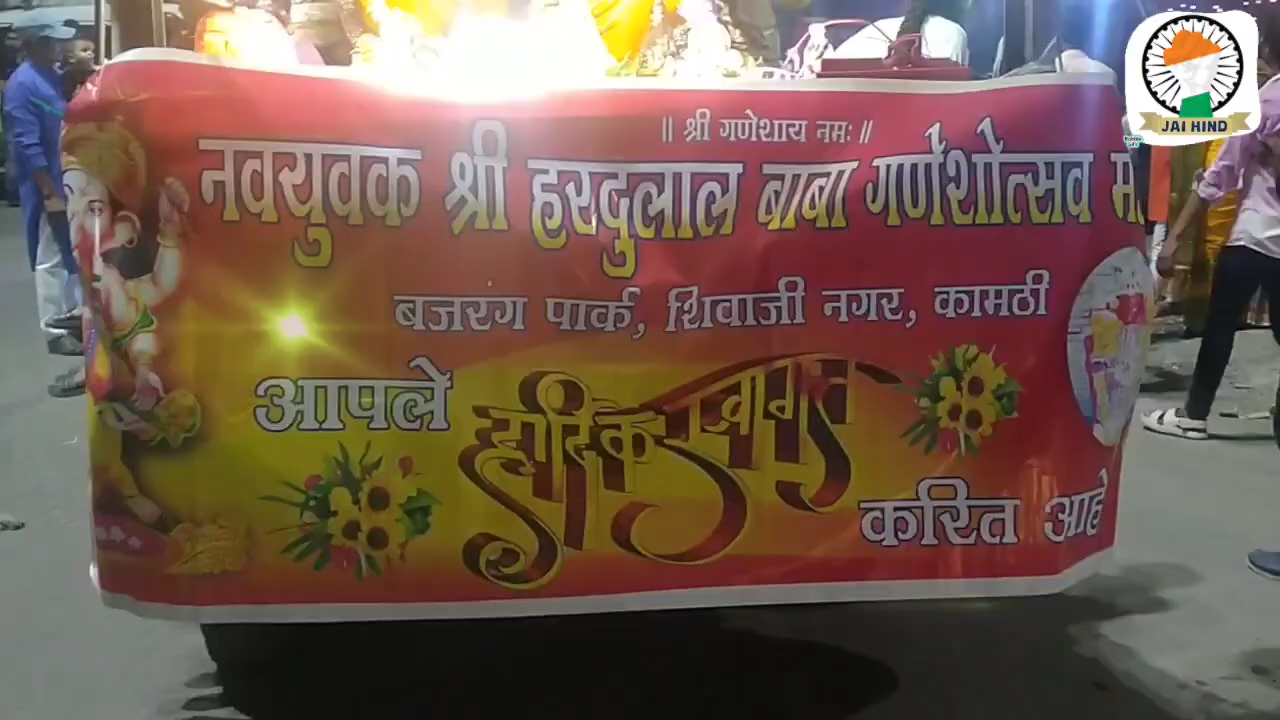 ॥ श्री गणेशाय नमः ॥
नवयुवक श्री हरदुलाल बाबा गणेशोत्सव
बजरंग पार्क, शिवाजी नगर, कामठी
आपले हार्दिक स्वागत
करित आहे
JAI HIND